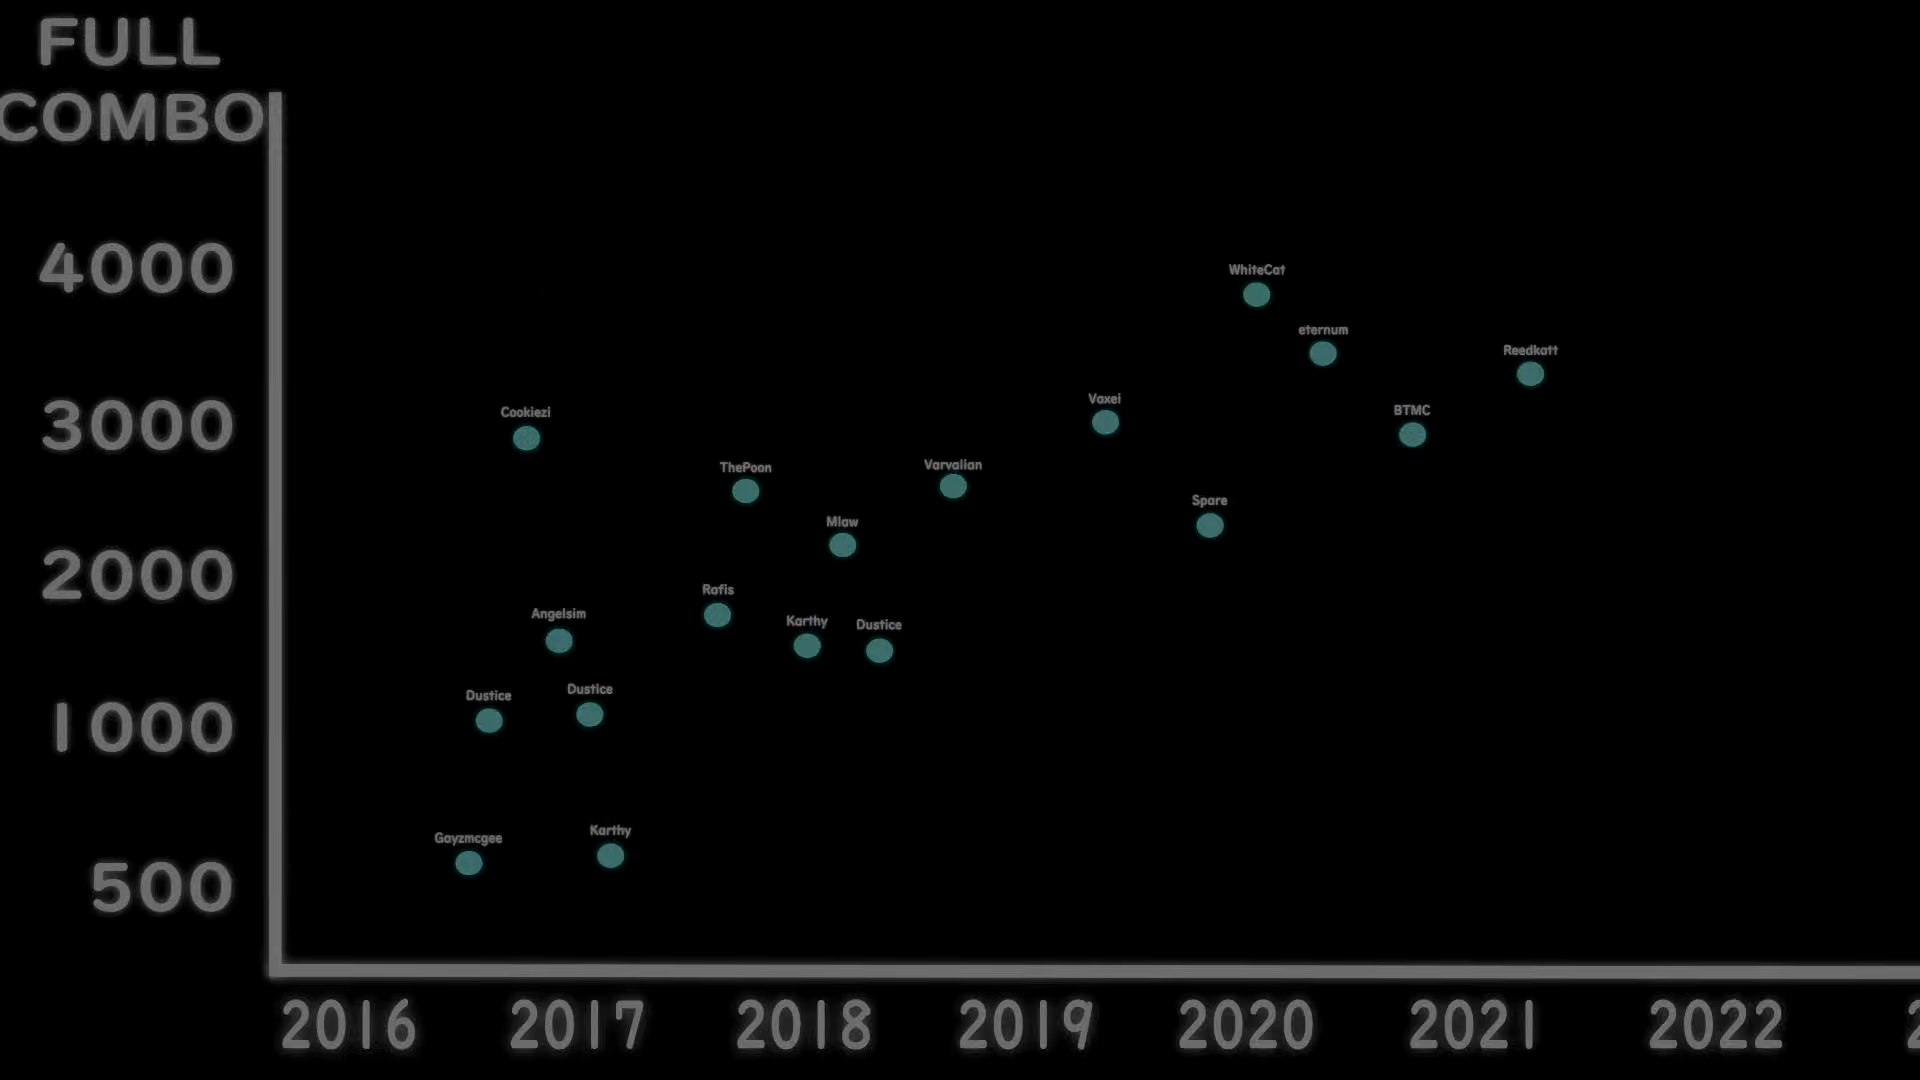 FULL
COMBO
4000
3000
2000
1000
500
WhiteCat
eternum
Reedkatt
Vaxei
BTMC
Cookiezi
ThePoon
Varvalian
Spare
Mlaw
Rafis
Angelsim
Karthy
Dustice
Dustice
Dustice
Gayzmcgee
Karthy
2016 2017 2018 2019 2020 2021 2022